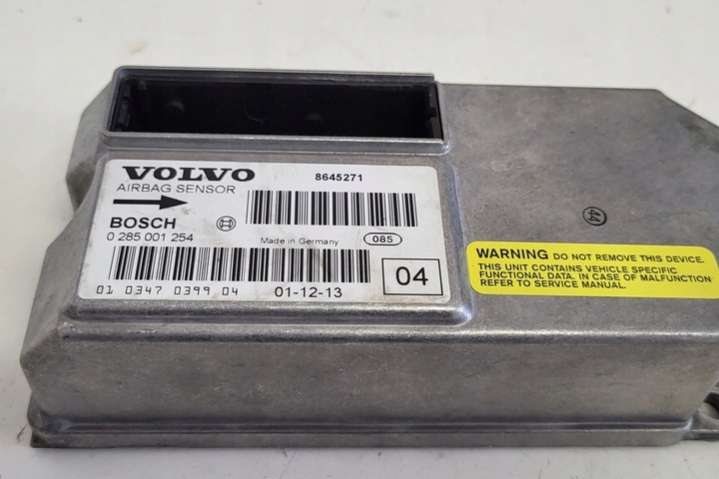 VOLVO
AIRBAG SENSOR
8645271
BOSCH
0 285 001 254
Made in Germany
085
01 0347 0399 04
01-12-13
04
44
WARNING DO NOT REMOVE THIS DEVICE.
THIS UNIT CONTAINS VEHICLE SPECIFIC
FUNCTIONAL DATA. IN CASE OF MALFUNCTION
REFER TO SERVICE MANUAL.